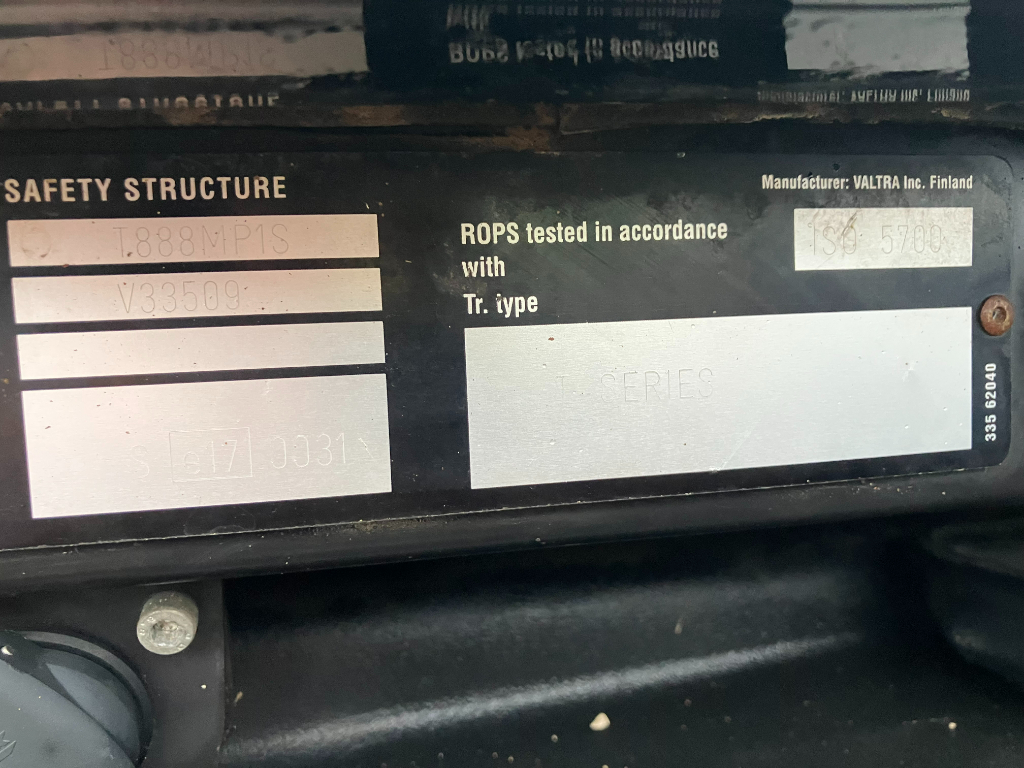 SAFETY STRUCTURE
T888MP1S
V33509
S e17 0031
Manufacturer: VALTRA Inc. Finland
ROPS tested in accordance
with
ISO 5700
Tr. type
T- SERIES
335 62040